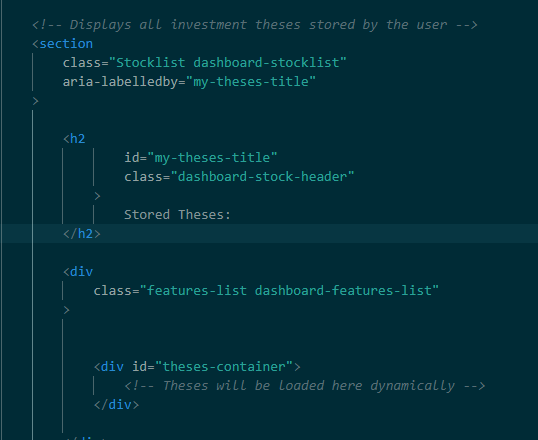 <!-- Displays all investment theses stored by the user -->
<section
class="Stocklist dashboard-stocklist"
aria-labelledby="my-theses-title"
>
<h2
id="my-theses-title"
class="dashboard-stock-header"
>
Stored Theses:
</h2>
<div
class="features-list dashboard-features-list"
>
<div id="theses-container">
<!-- Theses will be loaded here dynamically -->
</div>